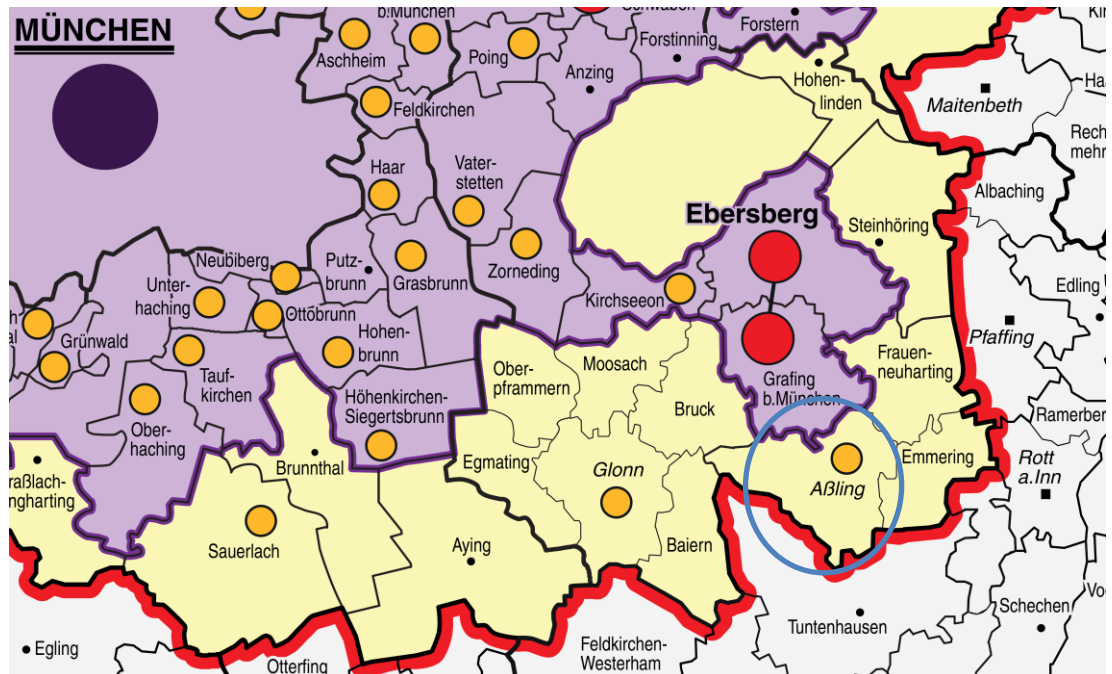 b.München
Schwaben
MÜNCHEN
Forstern
Aschheim
Poing
Forstinning
Anzing
Hohen-
linden
Maitenbeth
Feldkirchen
Haar
Vater-
stetten
Albaching
Ebersberg
Steinhöring
Neubiberg
Putz-
brunn
Grasbrunn
Zorneding
Kirchseeon
Unter-
haching
Edling
Ottobrunn
Grünwald
Hohen-
brunn
Pfaffing
Tauf-
kirchen
Ober-
pframmern
Moosach
Grafing
b.München
Frauen-
neuharting
Höhenkirchen-
Siegertsbrunn
Bruck
Ober-
haching
Brunnthal
Egmating
Glonn
Aßling
Emmering
Rott
a.Inn
Sauerlach
Aying
Baiern
Schechen
Tuntenhausen
Egling
Otterfing
Feldkirchen-
Westerham